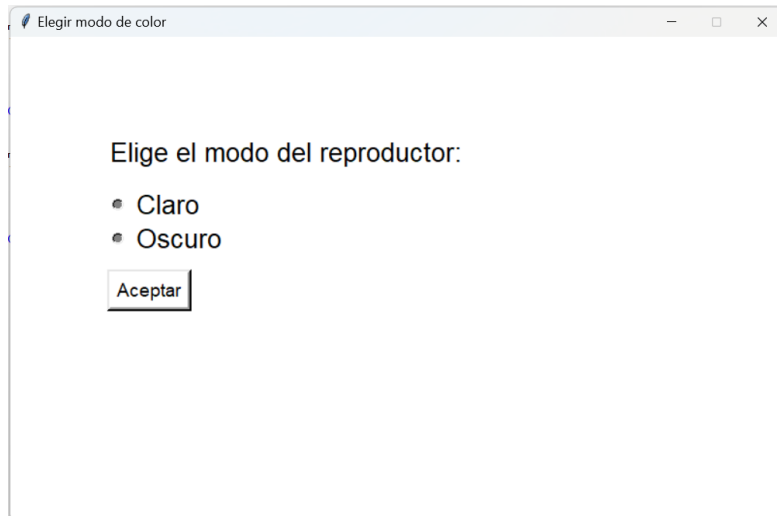 Elegir modo de color
Elige el modo del reproductor:
Claro
Oscuro
Aceptar